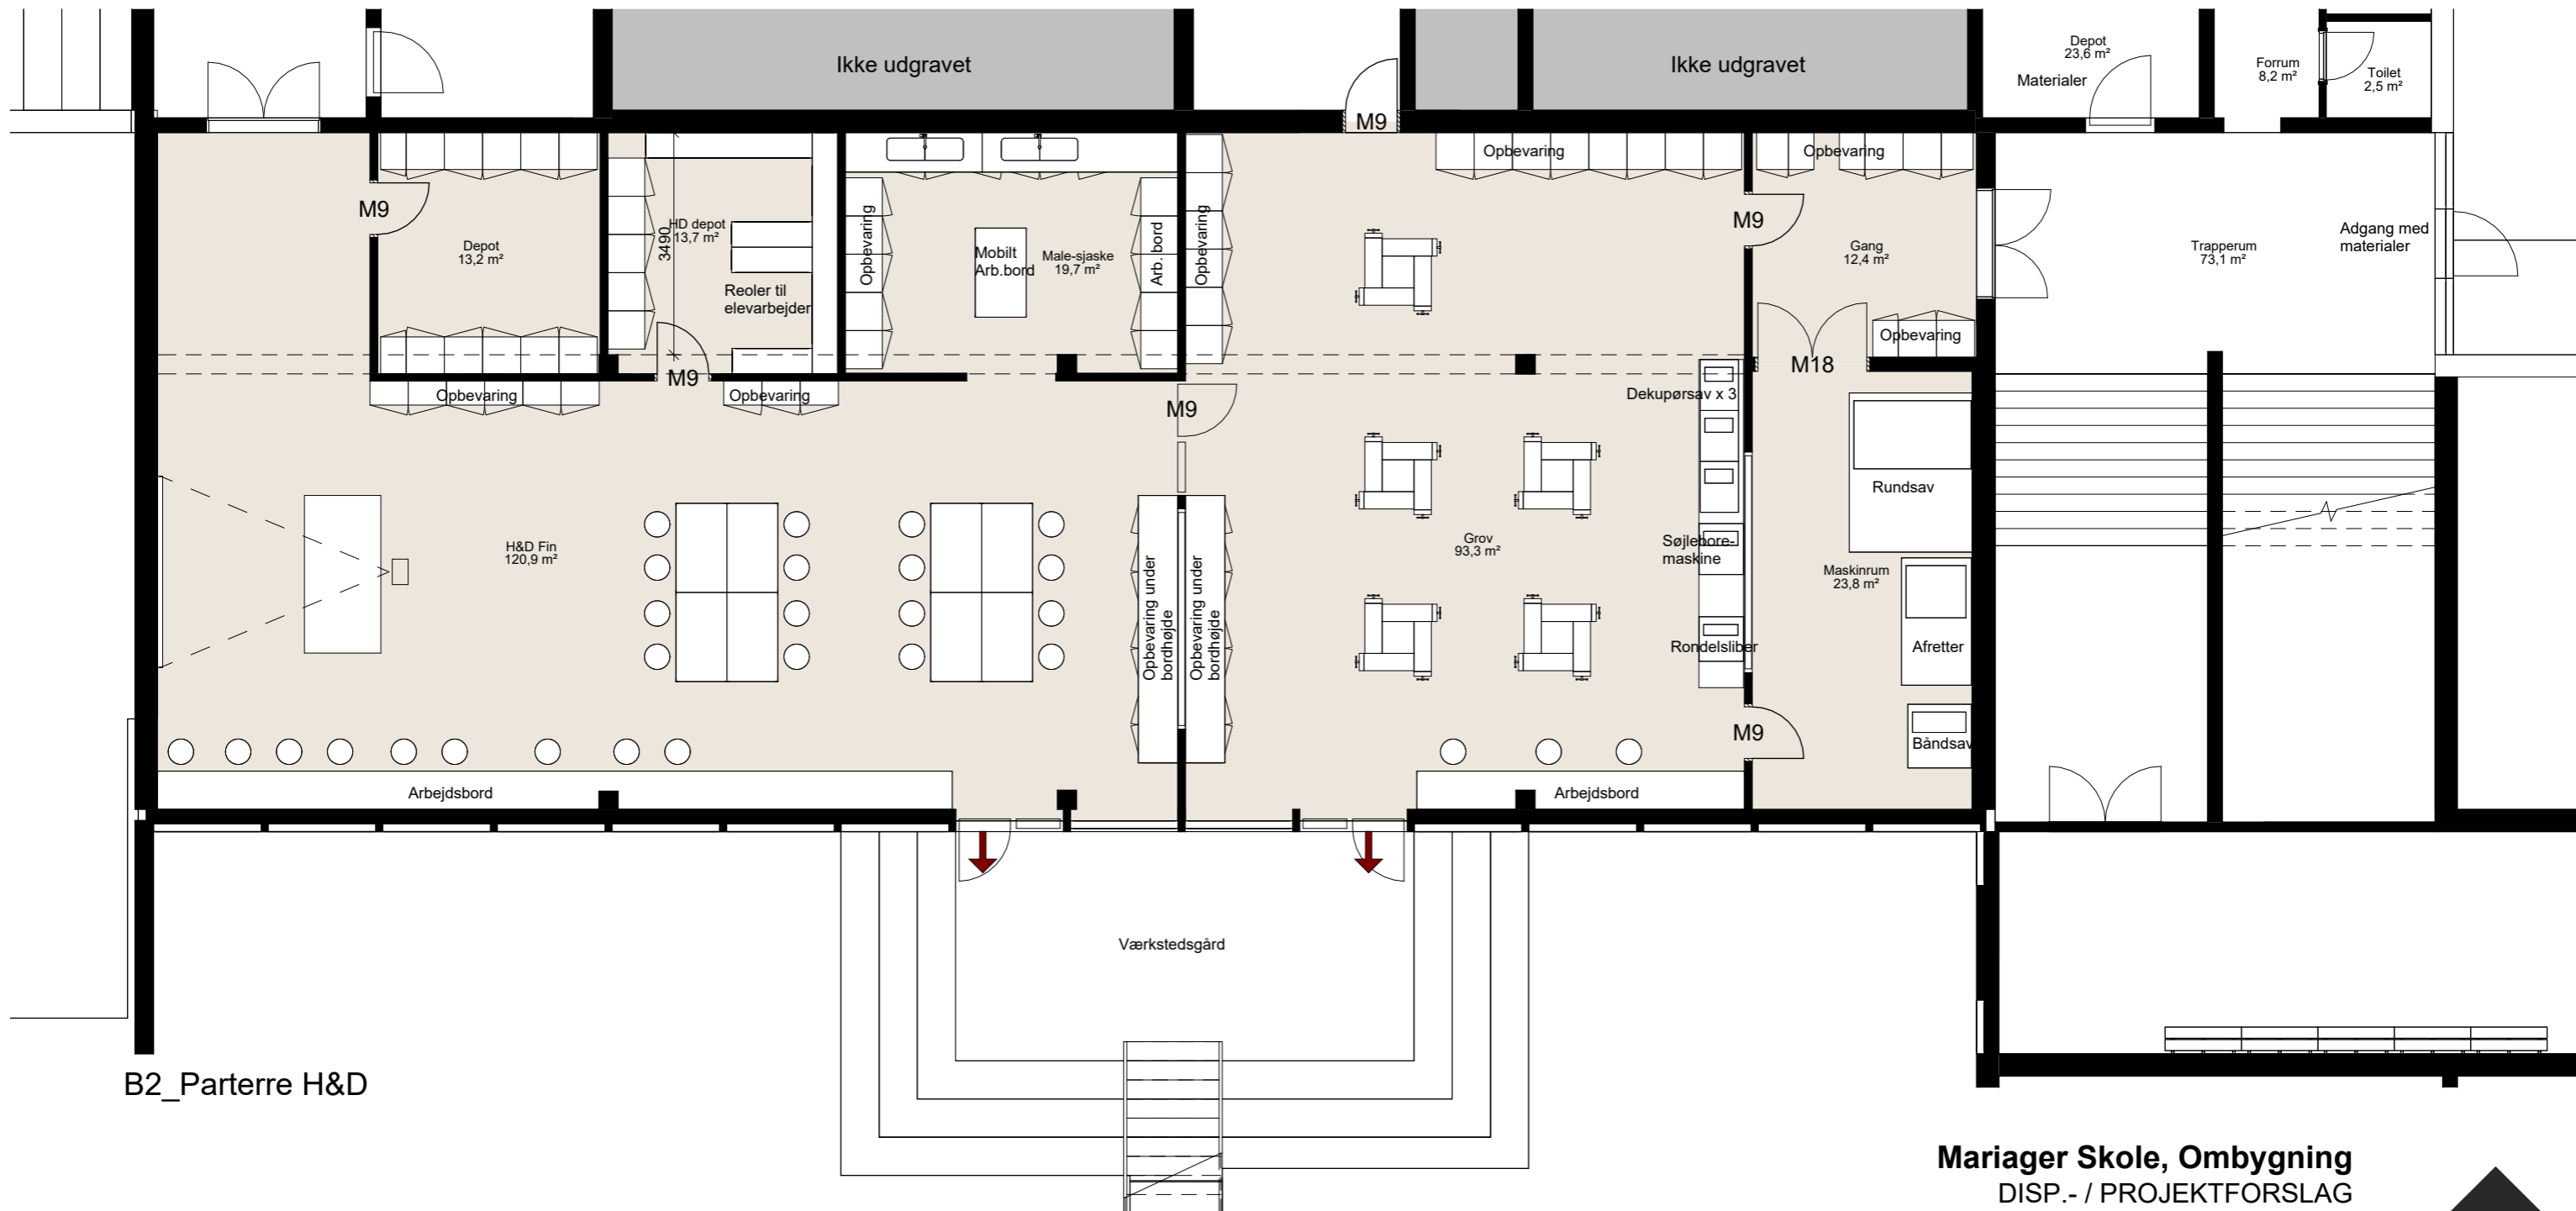 Ikke udgravet
Ikke udgravet
Depot
23,6 m²
Materialer
Forrum
8,2 m²
Toilet
2,5 m²
M9
Opbevaring
Opbevaring
M9
Depot
13,2 m²
3490
HD depot
13,7 m²
Reoler til
elevarbejder
Opbevaring
Mobilt
Arb.bord
Male-sjaske
19,7 m²
Arb. bord
Opbevaring
M9
Gang
12,4 m²
Trapperum
73,1 m²
Adgang med
materialer
Opbevaring
M9
M18
Opbevaring
Opbevaring
M9
Dekupørsav x 3
Rundsav
H&D Fin
120,9 m²
Opbevaring under
bordhøjde
Opbevaring under
bordhøjde
Grov
93,3 m²
Søjlebore-
maskine
Maskinrum
23,8 m²
Rondelsliber
Afretter
M9
Båndsav
Arbejdsbord
Arbejdsbord
Værkstedsgård
B2_Parterre H&D
Mariager Skole, Ombygning
DISP.- / PROJEKTFORSLAG